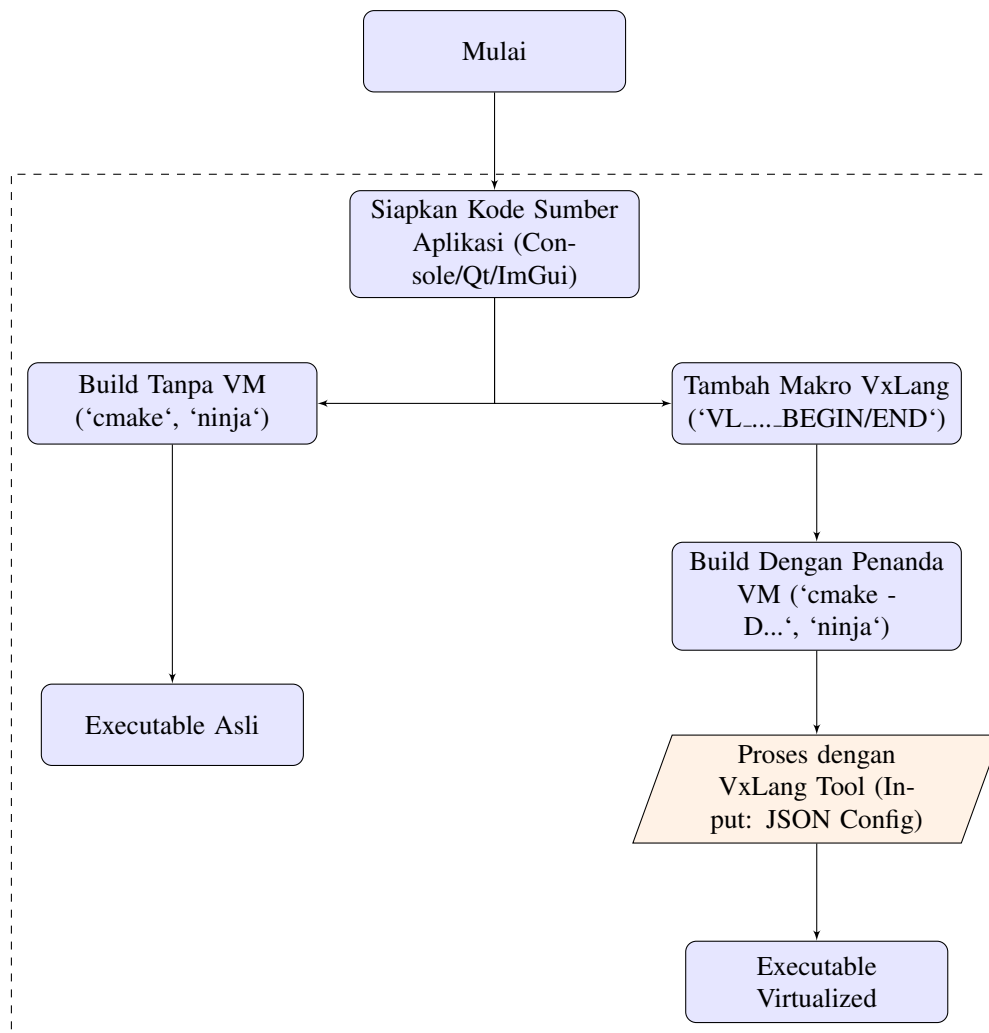 Mulai
Siapkan Kode Sumber
Aplikasi (Con-
sole/Qt/ImGui)
Build Tanpa VM
(‘cmake‘, ‘ninja‘)
Tambah Makro VxLang
(‘VL_..._BEGIN/END‘)
Build Dengan Penanda
VM (‘cmake -
D...‘, ‘ninja‘)
Executable Asli
Proses dengan
VxLang Tool (In-
put: JSON Config)
Executable
Virtualized